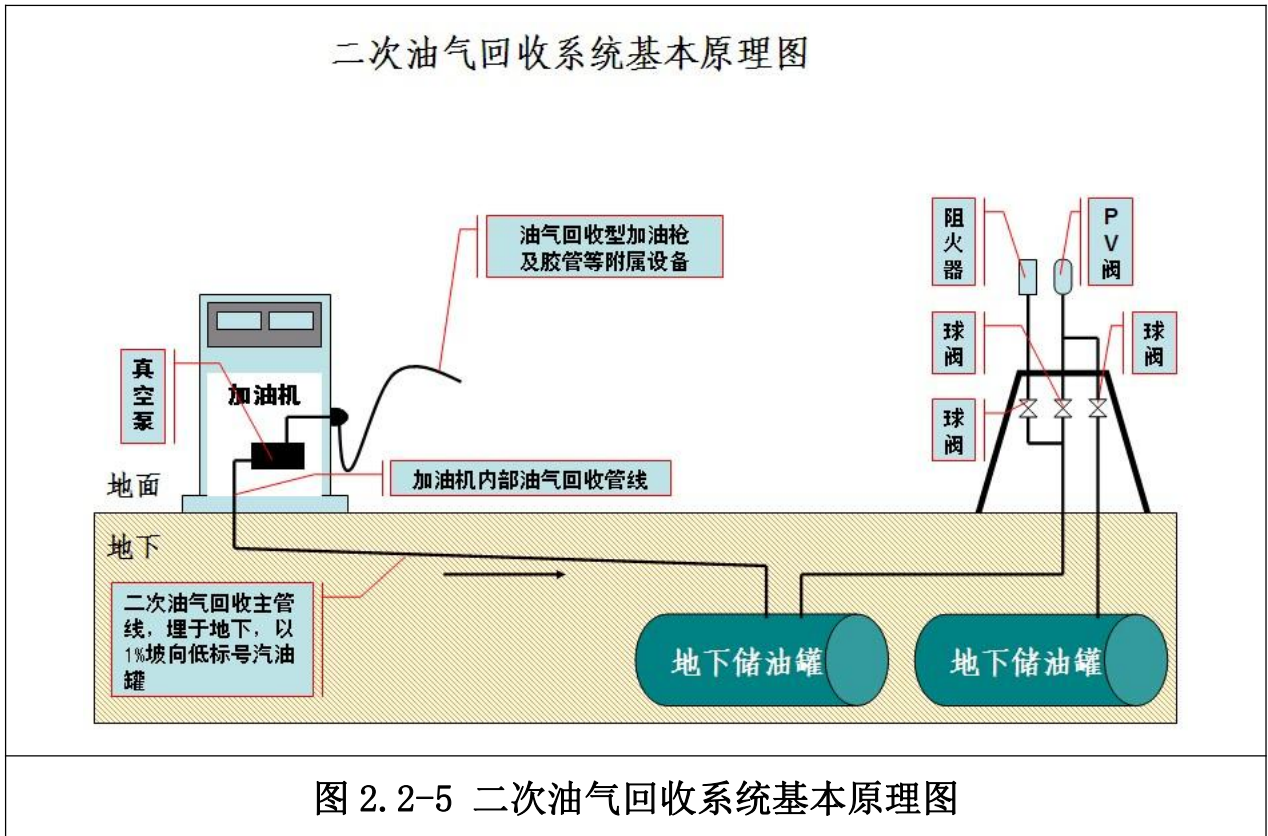 二次油气回收系统基本原理图
油气回收型加油枪
及胶管等附属设备
阻
火
器
P
V
阀
球
阀
球
阀
球
阀
真
空
泵
加油机
加油机内部油气回收管线
地面
地下
二次油气回收主管
线，埋于地下，以
1%坡向低标号汽油
罐
地下储油罐
地下储油罐
图 2.2-5 二次油气回收系统基本原理图